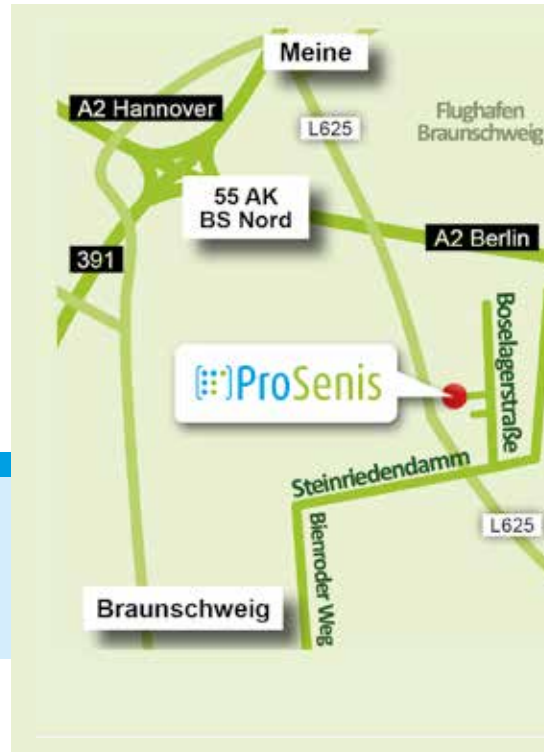 Meine
A2 Hannover
L625
Flughafen
Braunschweig
55 AK
BS Nord
A2 Berlin
391
Boselagerstraße
ProSenis
Steinriedendamm
L625
Bienroder Weg
Braunschweig